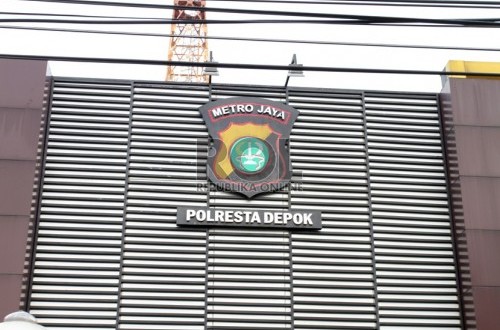 METRO JAYA
REPUBLIKA ONLINE
POLRESTA DEPOK